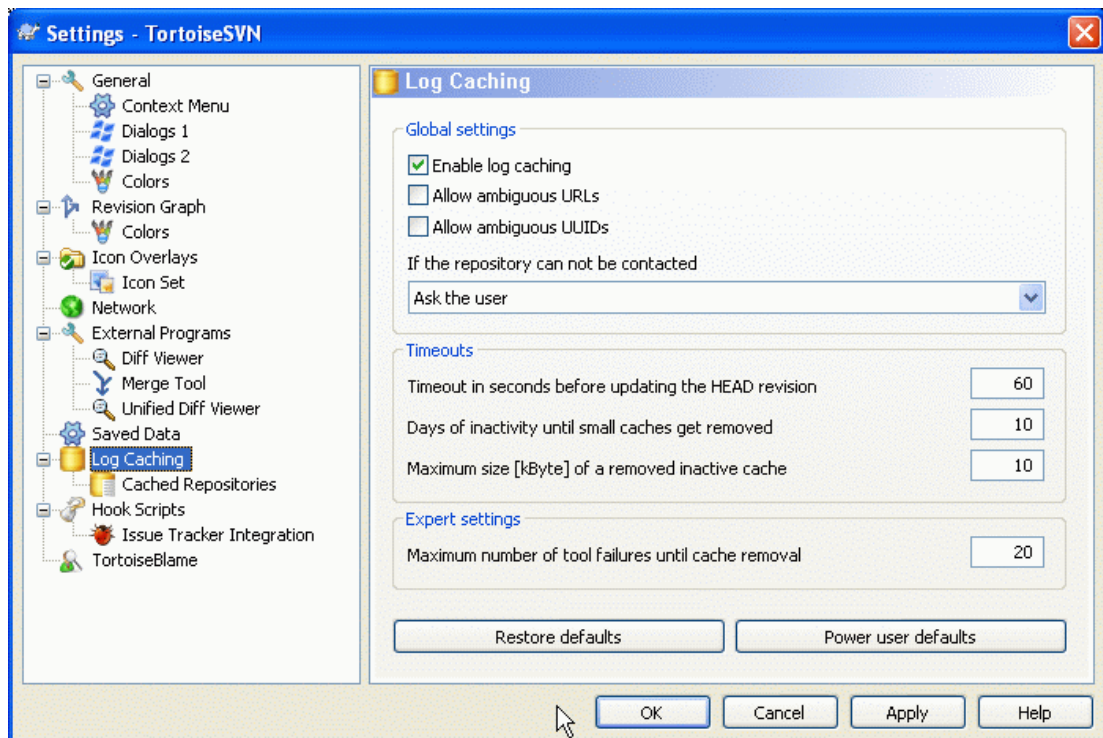 Settings - TortoiseSVN
General
Context Menu
Dialogs 1
Dialogs 2
Colors
Revision Graph
Colors
Icon Overlays
Icon Set
Network
External Programs
Diff Viewer
Merge Tool
Unified Diff Viewer
Saved Data
Log Caching
Cached Repositories
Hook Scripts
Issue Tracker Integration
TortoiseBlame
Log Caching
Global settings
Enable log caching
Allow ambiguous URLs
Allow ambiguous UUIDs
If the repository can not be contacted
Ask the user
Timeouts
Timeout in seconds before updating the HEAD revision 60
Days of inactivity until small caches get removed 10
Maximum size [kByte] of a removed inactive cache 10
Expert settings
Maximum number of tool failures until cache removal 20
Restore defaults Power user defaults
OK Cancel Apply Help